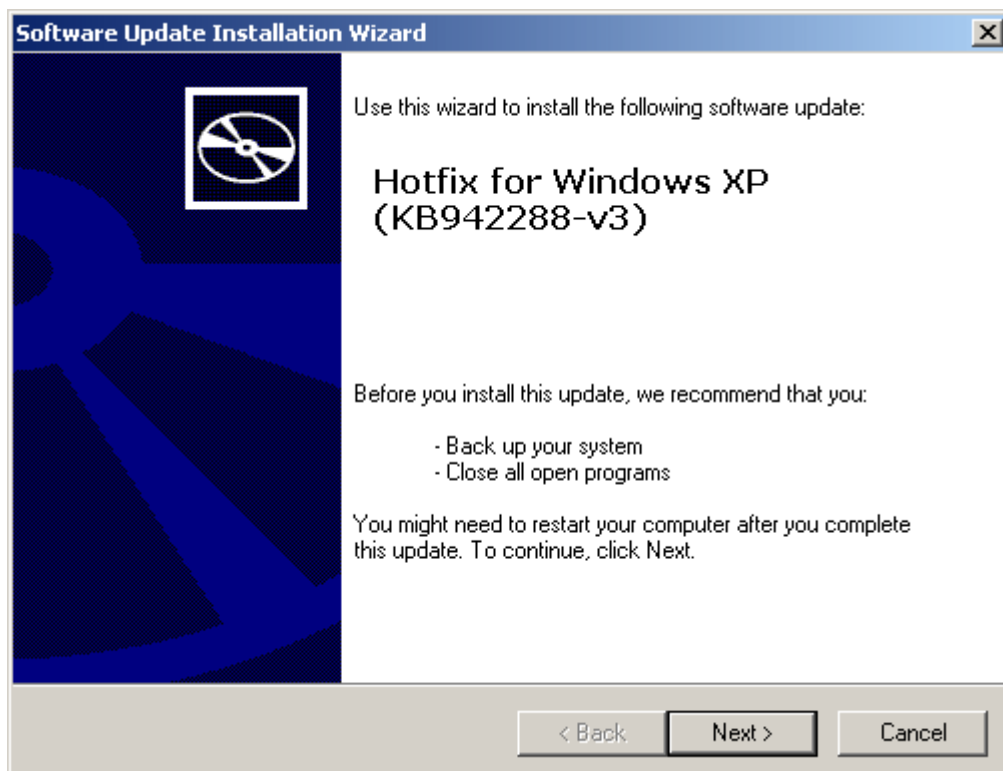 Software Update Installation Wizard
Use this wizard to install the following software update:
Hotfix for Windows XP
(KB942288-v3)
Before you install this update, we recommend that you:
- Back up your system
- Close all open programs
You might need to restart your computer after you complete
this update. To continue, click Next.
< Back
Next >
Cancel